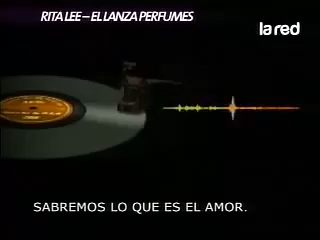 RITA LEE – EL LANZA PERFUMES
la red
SABREMOS LO QUE ES EL AMOR.